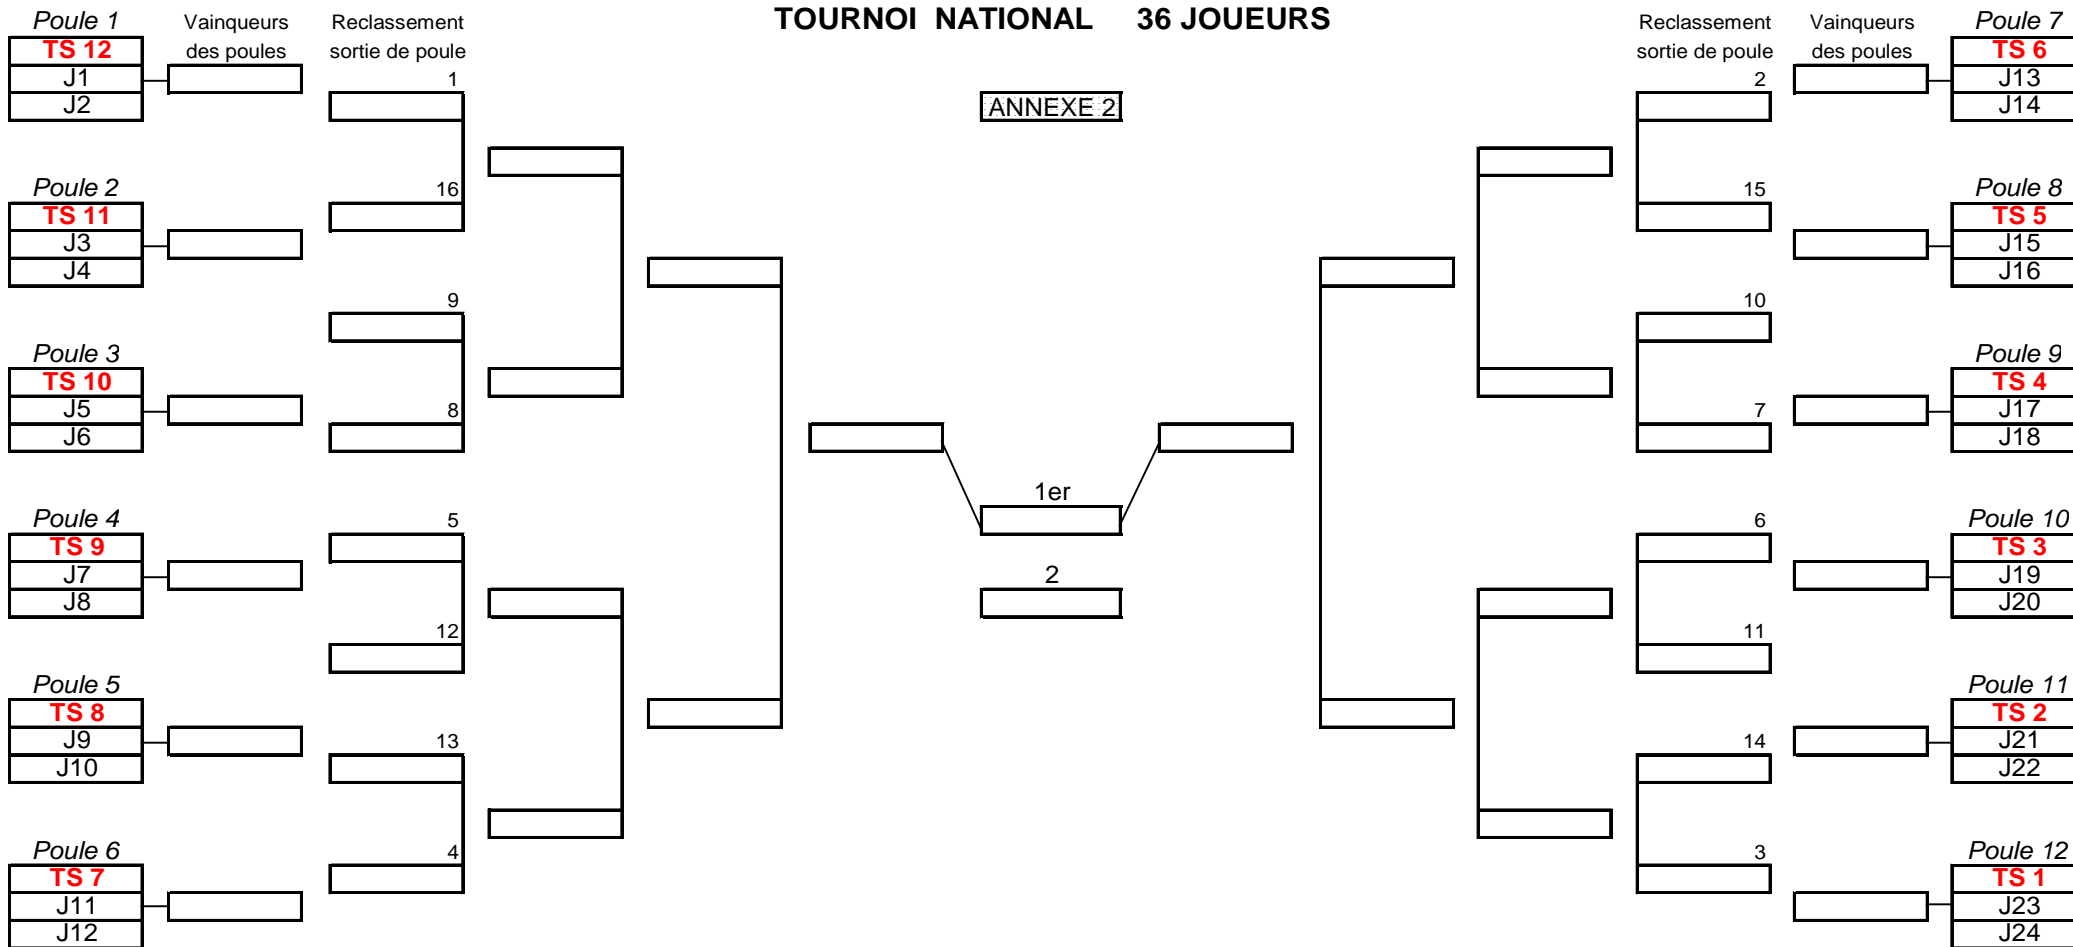 TOURNOI NATIONAL 36 JOUEURS
ANNEXE 2
Vainqueurs
des poules
Reclassement
sortie de poule
Poule 1
TS 12
J1
J2
Poule 2
TS 11
J3
J4
Poule 3
TS 10
J5
J6
Poule 4
TS 9
J7
J8
Poule 5
TS 8
J9
J10
Poule 6
TS 7
J11
J12
1
16
9
8
5
12
13
4
1er
2
Reclassement
sortie de poule
Vainqueurs
des poules
2
15
10
7
6
11
14
3
Poule 7
TS 6
J13
J14
Poule 8
TS 5
J15
J16
Poule 9
TS 4
J17
J18
Poule 10
TS 3
J19
J20
Poule 11
TS 2
J21
J22
Poule 12
TS 1
J23
J24